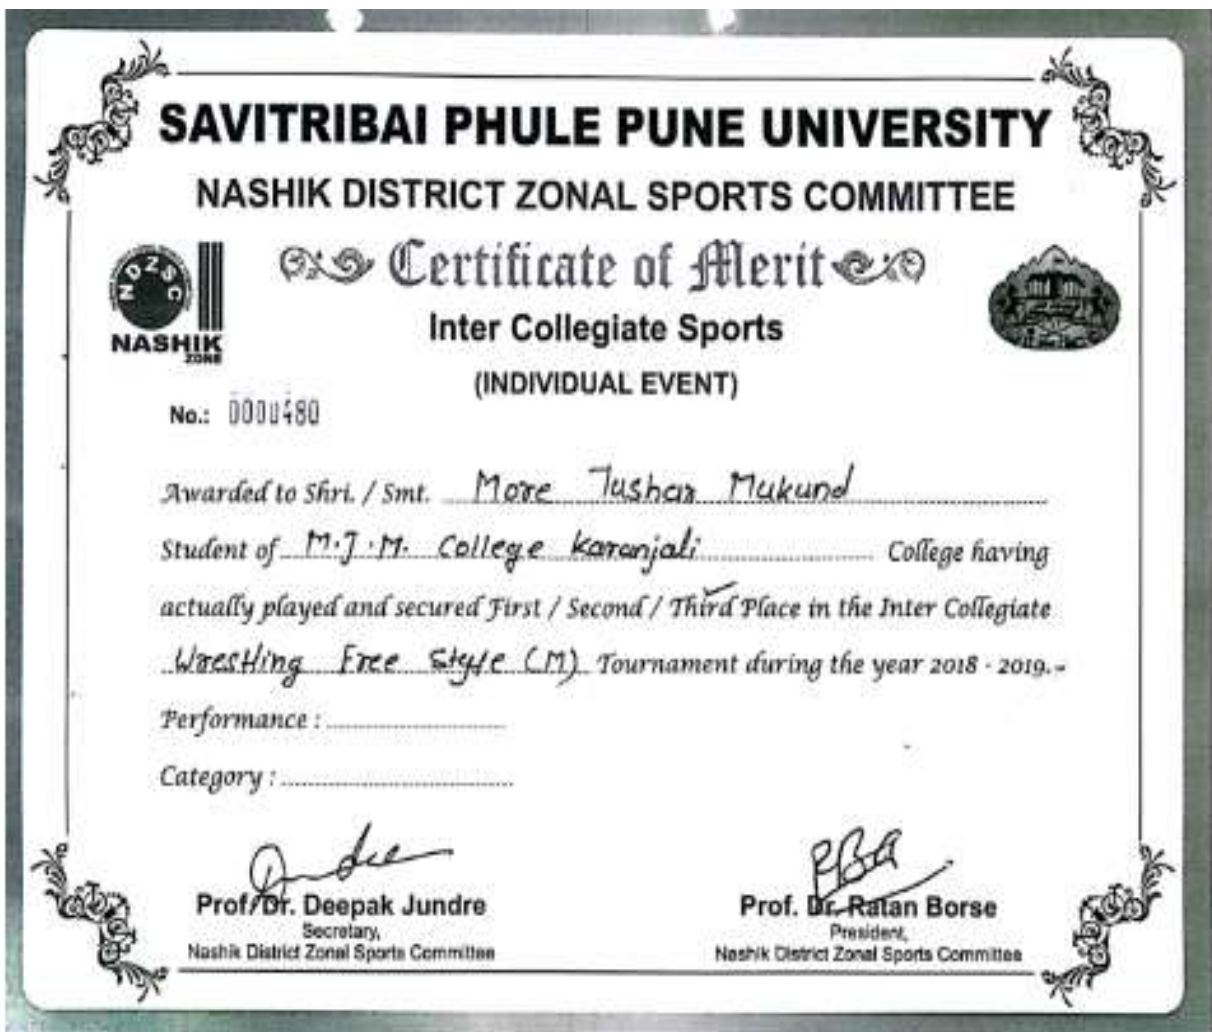 SAVITRIBAI PHULE PUNE UNIVERSITY
NASHIK DISTRICT ZONAL SPORTS COMMITTEE
Certificate of Merit
NDZSC
NASHIK
ZONE
Inter Collegiate Sports
(INDIVIDUAL EVENT)
No.: 0000480
Awarded to Shri. / Smt. More Tushar Mukund
Student of M.J.M. College Karanjali College having
actually played and secured First / Second / Third Place in the Inter Collegiate
Wrestling Free Style (M) Tournament during the year 2018 - 2019.-
Performance :
Category :
Prof. Dr. Deepak Jundre
Secretary,
Nashik District Zonal Sports Committee
Prof. Dr. Ratan Borse
President,
Nashik District Zonal Sports Committee